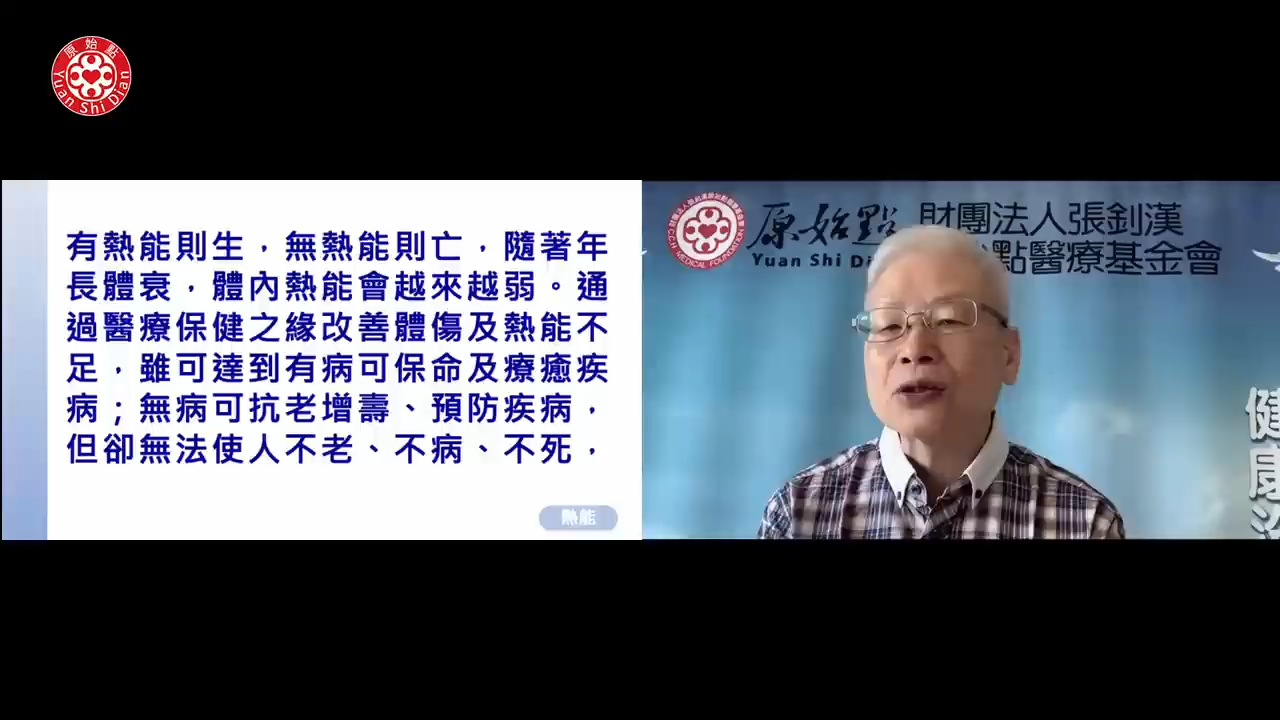 原始點
Yuan Shi Dian
有熱能則生，無熱能則亡，隨著年
長體衰，體內熱能會越來越弱。通
過醫療保健之緣改善體傷及熱能不
足，雖可達到有病可保命及療癒疾
病；無病可抗老增壽、預防疾病，
但卻無法使人不老、不病、不死，
熱能
原始點
Yuan Shi Di
財團法人張釗漢
點醫療基金會
健康